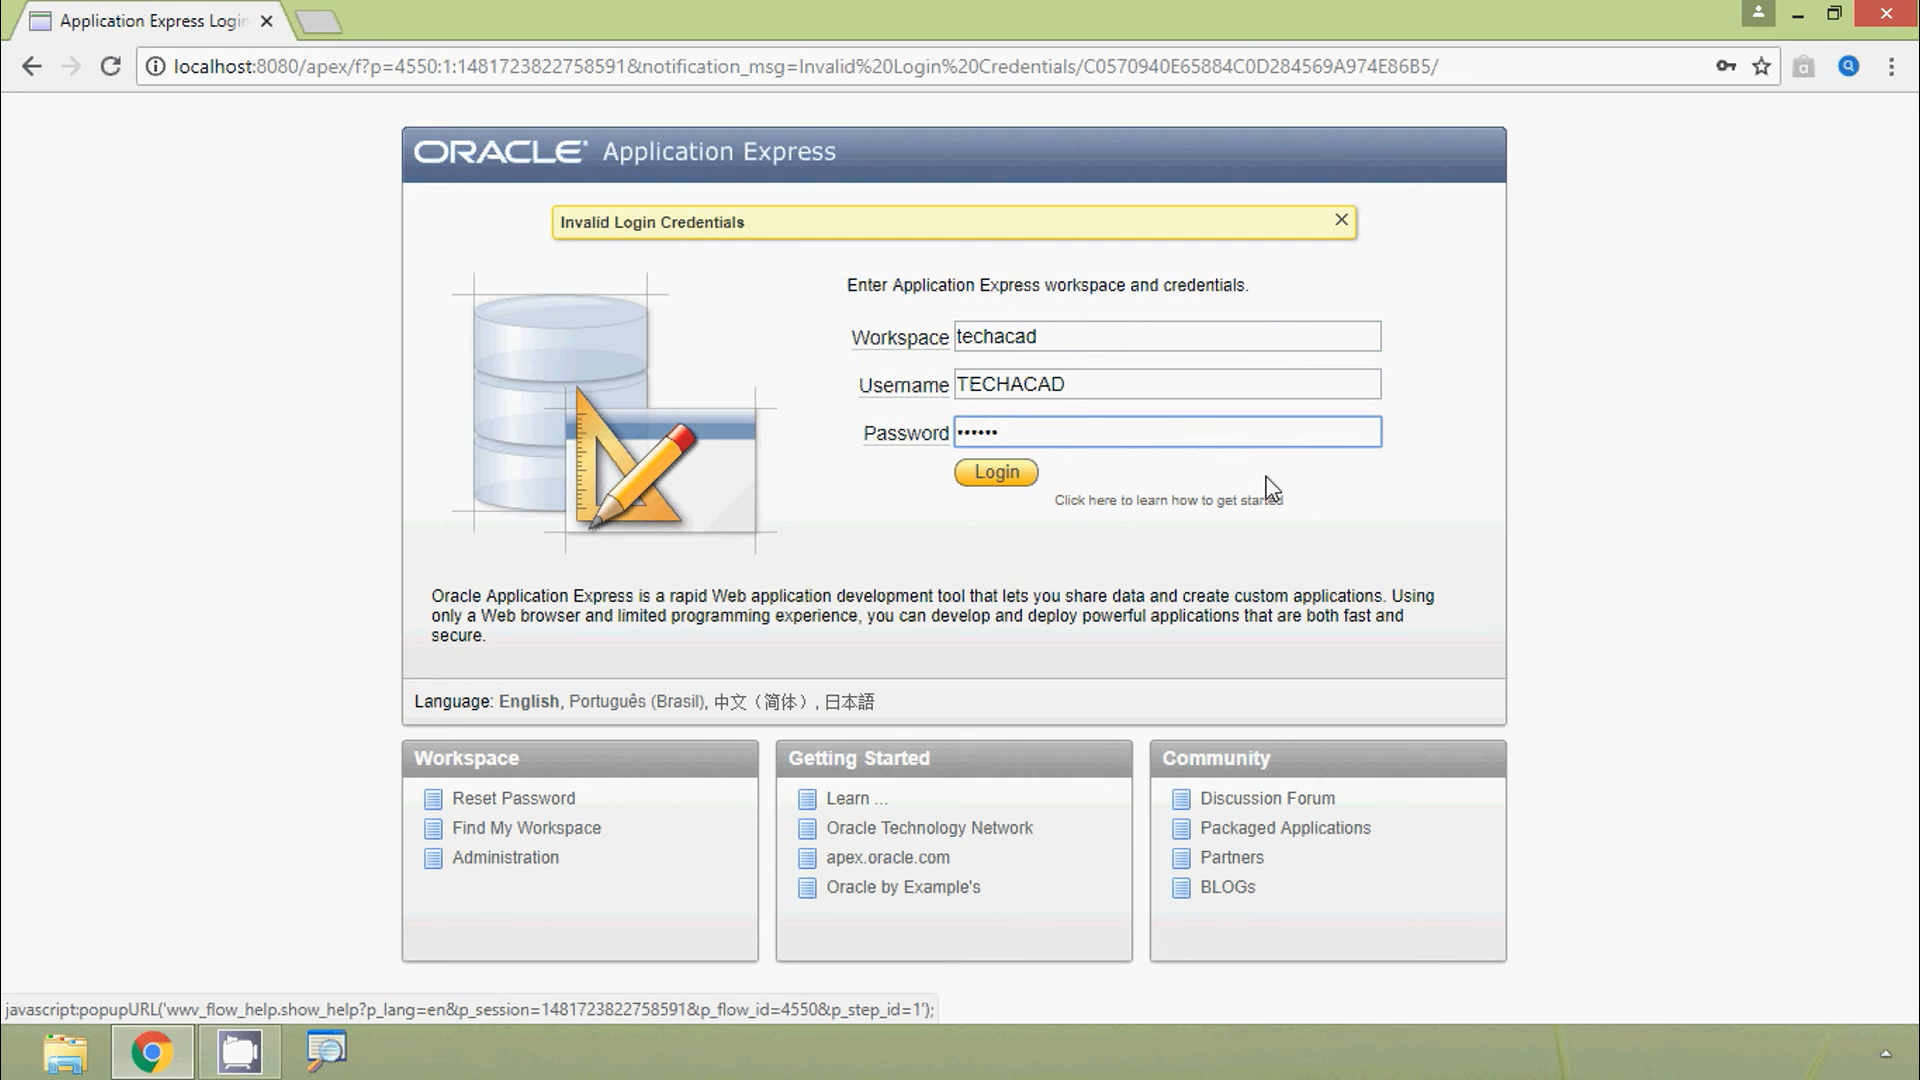 Application Express Login
localhost:8080/apex/f?p=4550:1:1481723822758591&notification_msg=Invalid%20Login%20Credentials/C0570940E65884C0D284569A974E86B5/
ORACLE Application Express
Invalid Login Credentials
Enter Application Express workspace and credentials.
Workspace techacad
Username TECHACAD
Password ••••••
Login
Click here to learn how to get started
Oracle Application Express is a rapid Web application development tool that lets you share data and create custom applications. Using
only a Web browser and limited programming experience, you can develop and deploy powerful applications that are both fast and
secure.
Language: English, Português (Brasil), 中文（简体）, 日本語
Workspace
Reset Password
Find My Workspace
Administration
Getting Started
Learn ...
Oracle Technology Network
apex.oracle.com
Oracle by Example's
Community
Discussion Forum
Packaged Applications
Partners
BLOGs
javascript:popupURL('wwv_flow_help.show_help?p_lang=en&p_session=1481723822758591&p_flow_id=4550&p_step_id=1');